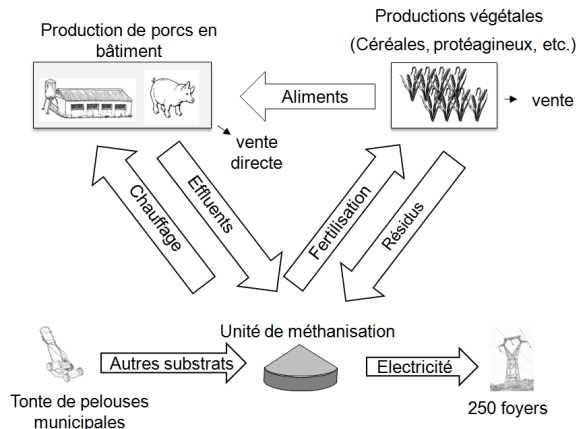 Production de porcs en
bâtiment
Productions végétales
(Céréales, protéagineux, etc.)
Aliments
vente
vente
directe
Chauffage
Effluents
Fertilisation
Résidus
Unité de méthanisation
Autres substrats
Electricité
Tonte de pelouses
municipales
250 foyers